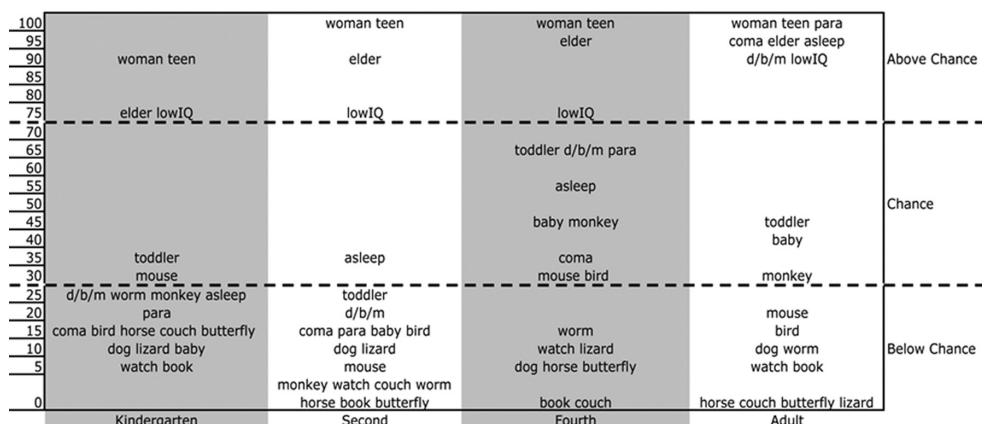 100 woman teen woman teen woman teen woman teen para
95 elder coma elder asleep
90 woman teen elder d/b/m lowIQ Above Chance
85
80
75 elder lowIQ lowIQ lowIQ
70
65 toddler d/b/m para
60
55 asleep
50 Chance
45 baby monkey toddler
40 baby
35 toddler asleep coma
30 mouse mouse bird monkey
25 d/b/m worm monkey asleep toddler
20 para d/b/m mouse
15 coma bird horse couch butterfly coma para baby bird worm bird
10 dog lizard baby dog lizard watch lizard dog worm Below Chance
5 watch book mouse dog horse butterfly watch book
monkey watch couch worm
0 horse book butterfly book couch horse couch butterfly lizard
Kindergarten Second Fourth Adult